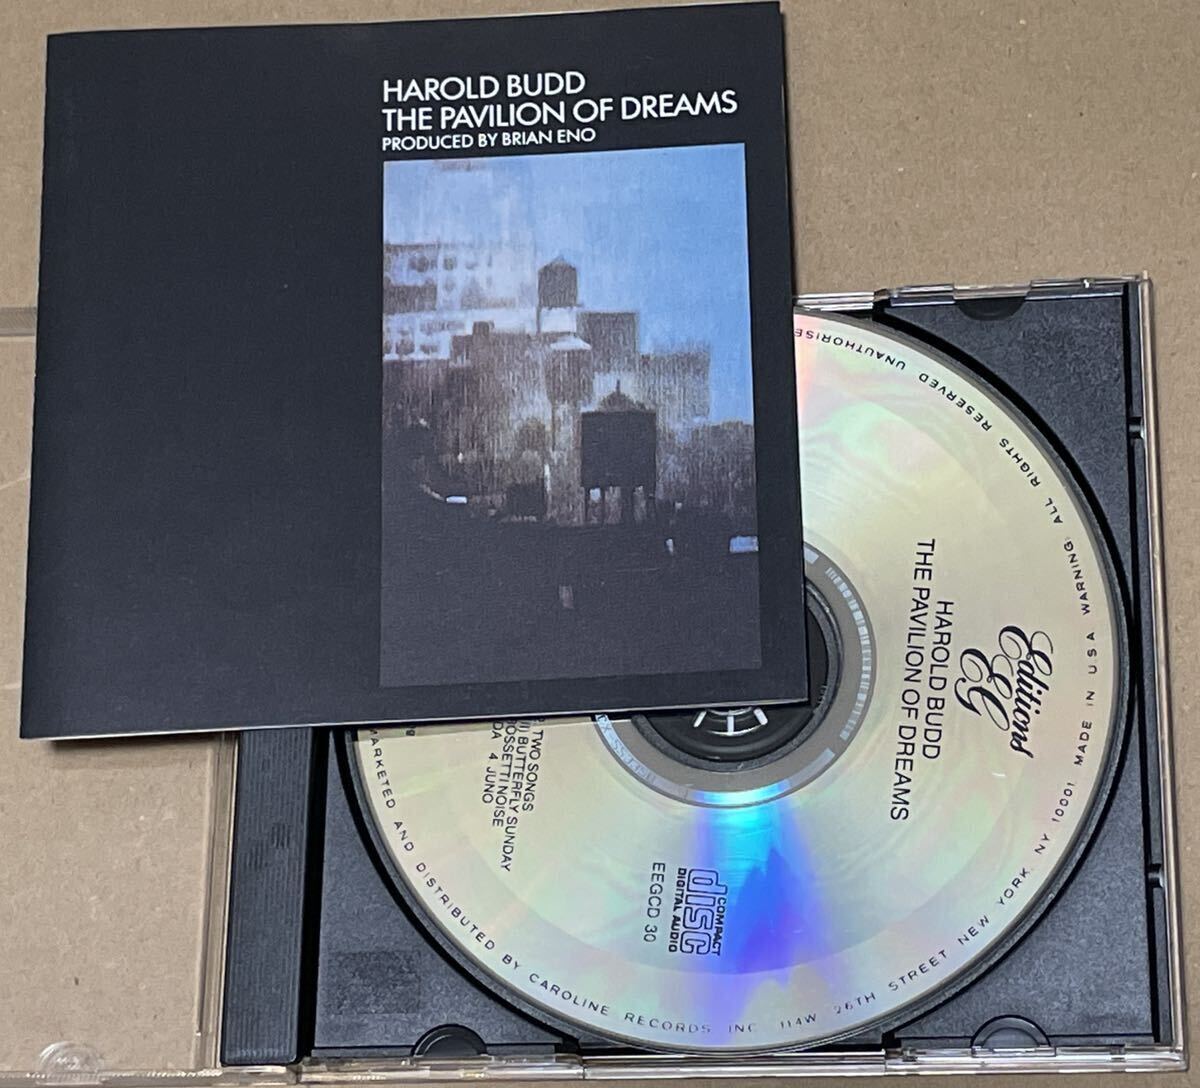 HAROLD BUDD
THE PAVILION OF DREAMS
PRODUCED BY BRIAN ENO
Editions
EG
HAROLD BUDD
THE PAVILION OF DREAMS
TWO SONGS
BUTTERFLY SUNDAY
ROSSETTI NOISE
4. JUNO
COMPACT
disc
DIGITAL AUDIO
EEGCD 30
MARKETED AND DISTRIBUTED BY CAROLINE RECORDS INC. 114W 26TH STREET NEW YORK, NY 10001. MADE IN USA WARNING: ALL RIGHTS RESERVED UNAUTHORISE